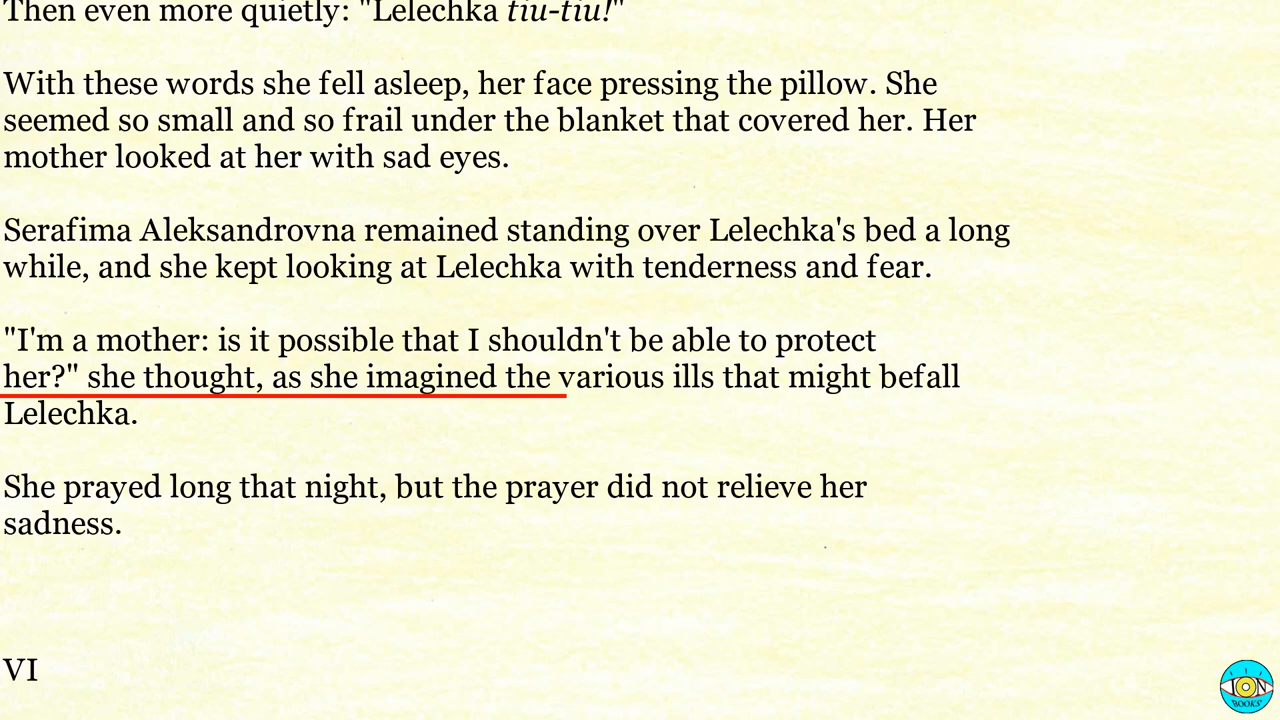 Then even more quietly: "Lelechka tiu-tiu!"
With these words she fell asleep, her face pressing the pillow. She
seemed so small and so frail under the blanket that covered her. Her
mother looked at her with sad eyes.
Serafima Aleksandrovna remained standing over Lelechka's bed a long
while, and she kept looking at Lelechka with tenderness and fear.
"I'm a mother: is it possible that I shouldn't be able to protect
her?" she thought, as she imagined the various ills that might befall
Lelechka.
She prayed long that night, but the prayer did not relieve her
sadness.
VI
ION
BOOKS